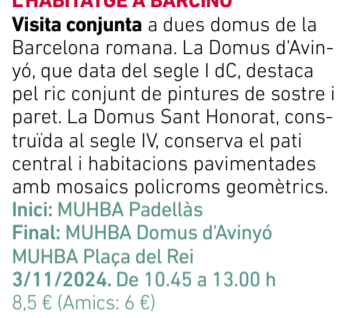 L'HABITATGE A BARCINO
Visita conjunta a dues domus de la
Barcelona romana. La Domus d'Avin-
yó, que data del segle I dC, destaca
pel ric conjunt de pintures de sostre i
paret. La Domus Sant Honorat, cons-
truïda al segle IV, conserva el pati
central i habitacions pavimentades
amb mosaics policroms geomètrics.
Inici: MUHBA Padellàs
Final: MUHBA Domus d'Avinyó
MUHBA Plaça del Rei
3/11/2024. De 10.45 a 13.00 h
8,5 € (Amics: 6 €)